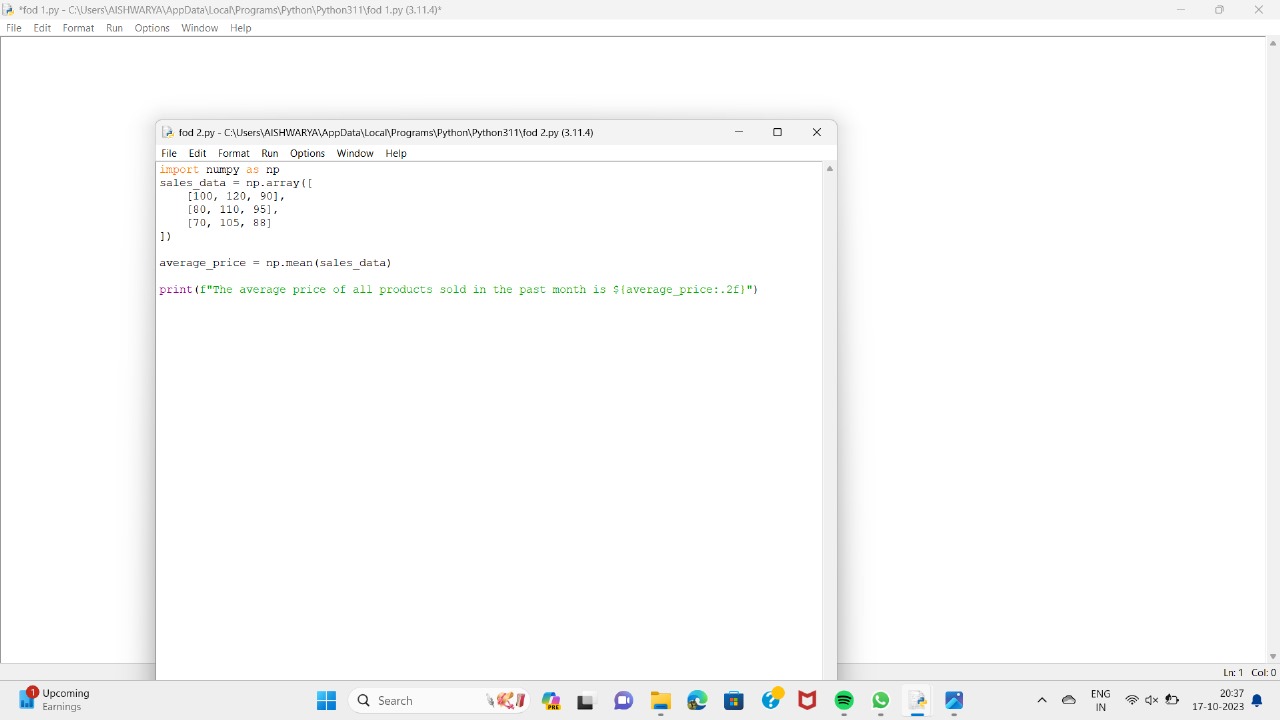 *fod 1.py - C:\Users\AISHWARYA\AppData\Local\Programs\Python\Python311\fod 1.py (3.11.4)*
File Edit Format Run Options Window Help
fod 2.py - C:\Users\AISHWARYA\AppData\Local\Programs\Python\Python311\fod 2.py (3.11.4)
File Edit Format Run Options Window Help
import numpy as np
sales_data = np.array([
    [100, 120, 90],
    [80, 110, 95],
    [70, 105, 88]
])
average_price = np.mean(sales_data)
print(f"The average price of all products sold in the past month is ${average_price:.2f}")
Ln: 1 Col: 0
1
Upcoming
Earnings
Search
PRE
ENG
IN
20:37
17-10-2023